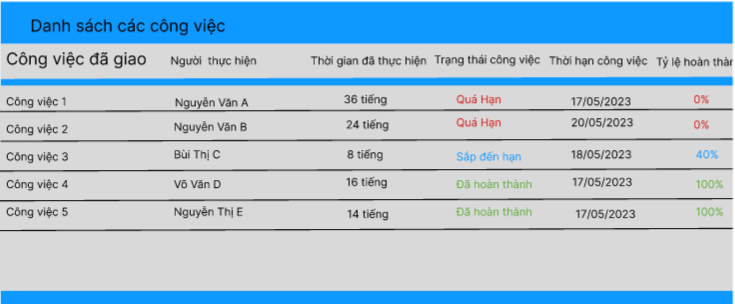 Danh sách các công việc
Công việc đã giao Người thực hiện Thời gian đã thực hiện Trạng thái công việc Thời hạn công việc Tỷ lệ hoàn thàn
Công việc 1 Nguyễn Văn A 36 tiếng Quá Hạn 17/05/2023 0%
Công việc 2 Nguyễn Văn B 24 tiếng Quá Hạn 20/05/2023 0%
Công việc 3 Bùi Thị C 8 tiếng Sắp đến hạn 18/05/2023 40%
Công việc 4 Võ Văn D 16 tiếng Đã hoàn thành 17/05/2023 100%
Công việc 5 Nguyễn Thị E 14 tiếng Đã hoàn thành 17/05/2023 100%